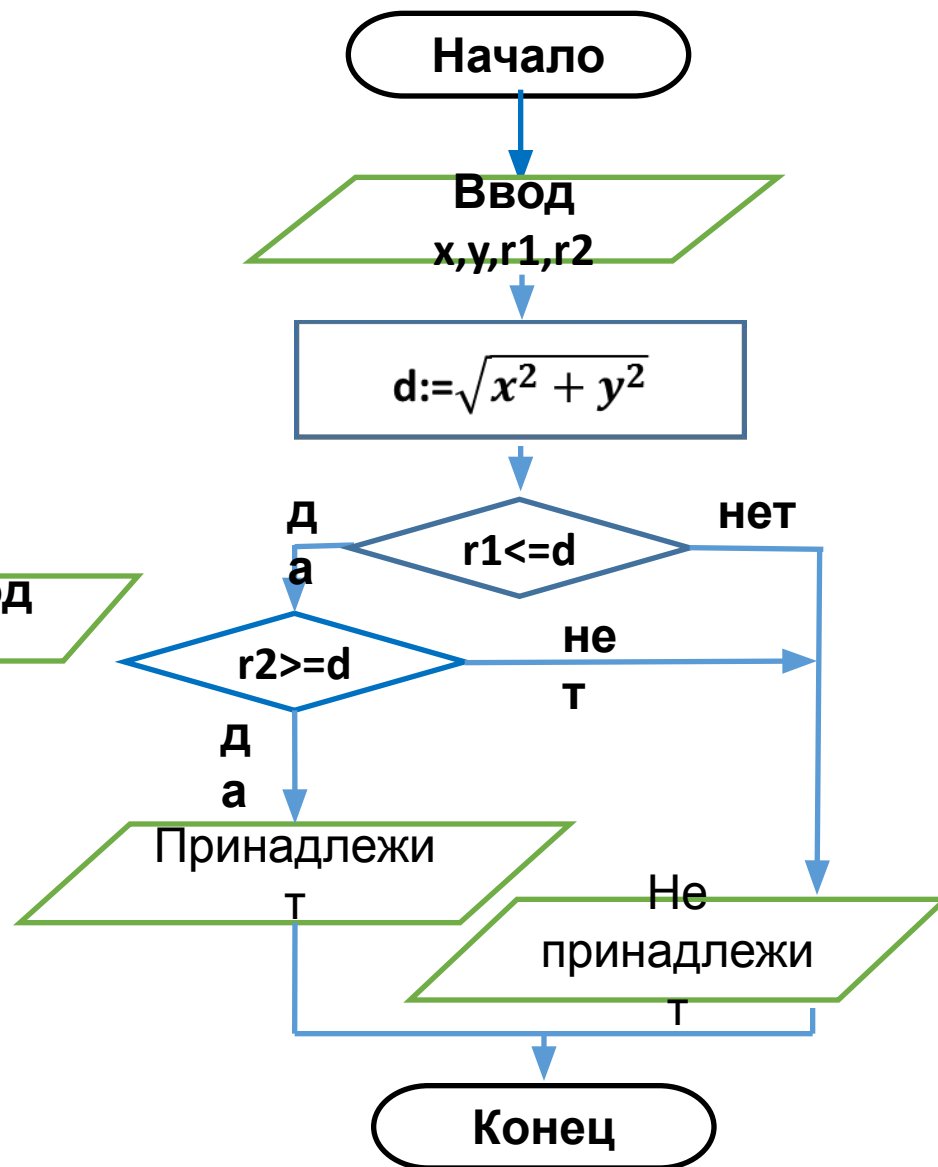 Начало
Ввод
x,y,r1,r2
d:=√x² + y²
д
а
r1<=d
нет
од
r2>=d
не
т
д
а
Принадлежи
т
Не
принадлежи
т
Конец